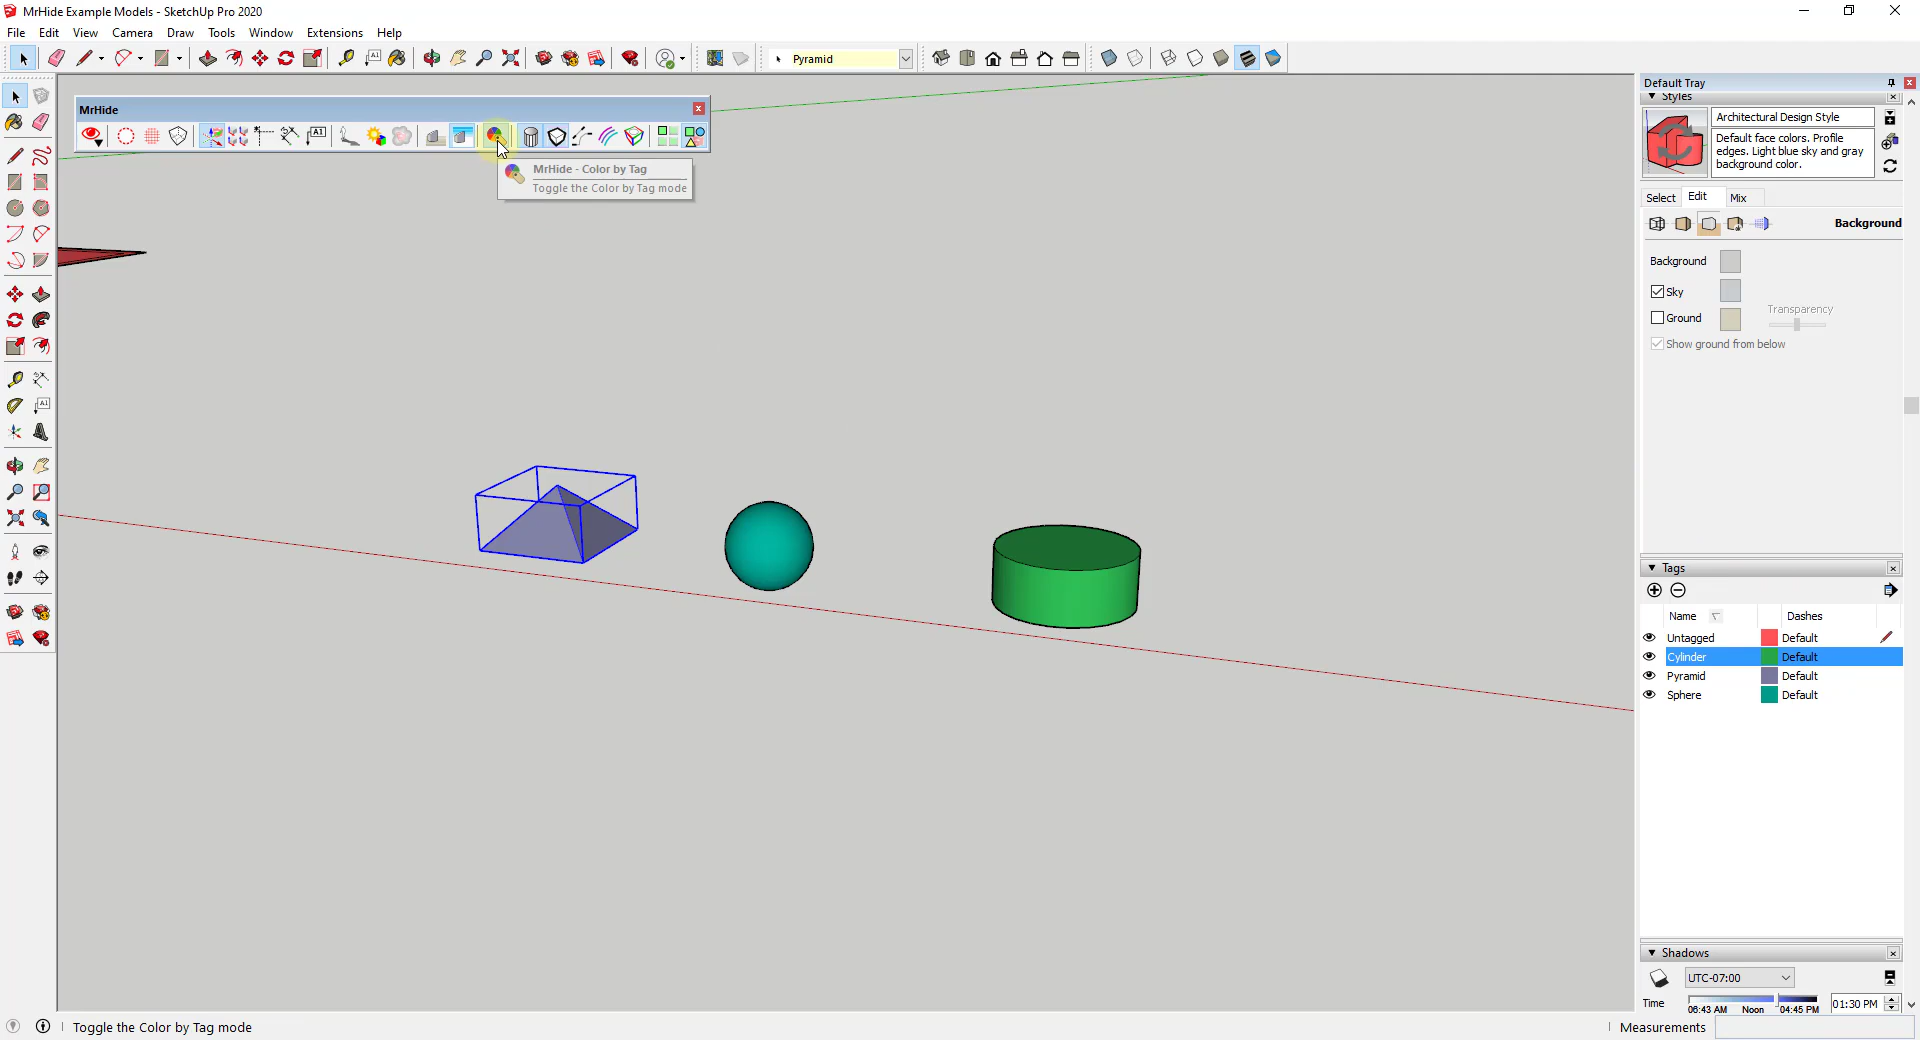 MrHide Example Models - SketchUp Pro 2020
File Edit View Camera Draw Tools Window Extensions Help
Pyramid
MrHide
A1
MrHide - Color by Tag
Toggle the Color by Tag mode
Default Tray
Styles
Architectural Design Style
Default face colors. Profile
edges. Light blue sky and gray
background color.
Select Edit Mix
Background
Background
Sky
Ground
Transparency
Show ground from below
Tags
Name Dashes
Untagged Default
Cylinder Default
Pyramid Default
Sphere Default
Shadows
UTC-07:00
Time 06:43 AM Noon 04:45 PM 01:30 PM
Toggle the Color by Tag mode
Measurements